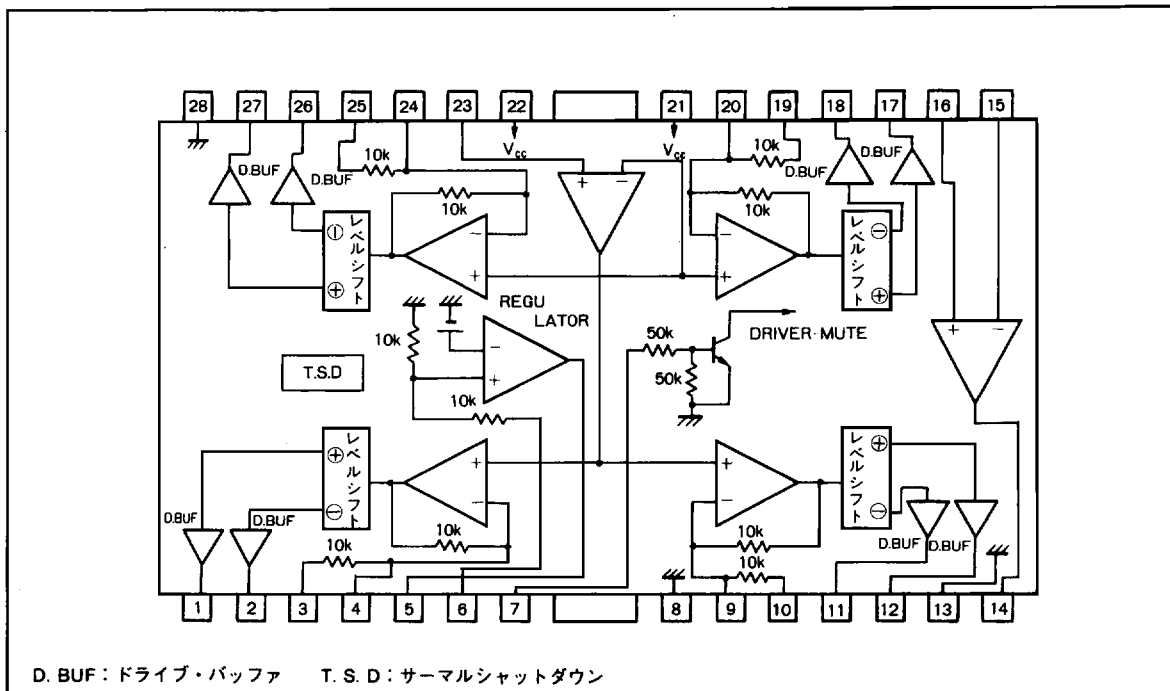 28 27 26 25 24 23 22 21 20 19 18 17 16 15
10k
10k
Vcc
Vcc
10k
D.BUF
D.BUF
D.BUF
D.BUF
10k
10k
+ −
レベルシフト
⊖
⊕
−
+
−
+
レベルシフト
⊖
⊕
REGU
LATOR
10k
−
+
50k
DRIVER-MUTE
50k
+ −
T.S.D
10k
レベルシフト
⊕
⊖
+
−
+
−
レベルシフト
⊕
⊖
D.BUF
D.BUF
10k
10k
10k
10k
D.BUF
D.BUF
1 2 3 4 5 6 7 8 9 10 11 12 13 14
D. BUF：ドライブ・バッファ T. S. D：サーマルシャットダウン